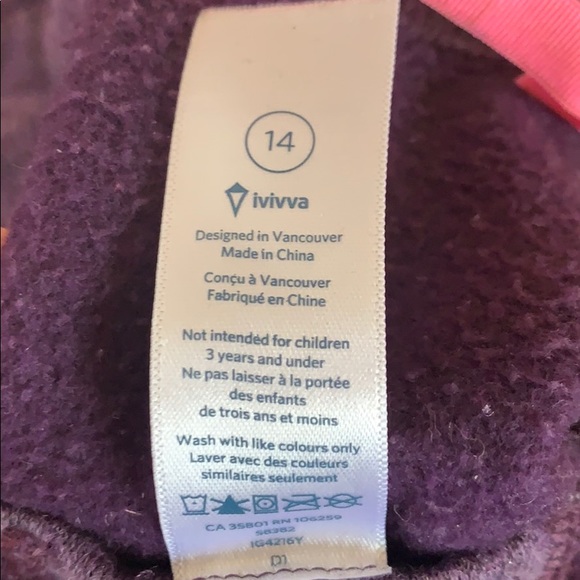 14
ivivva
Designed in Vancouver
Made in China
Conçu à Vancouver
Fabriqué en Chine
Not intended for children
3 years and under
Ne pas laisser à la portée
des enfants
de trois ans et moins
Wash with like colours only
Laver avec des couleurs
similaires seulement
CA 35801 RN 106259
58382
IG4216Y
D1